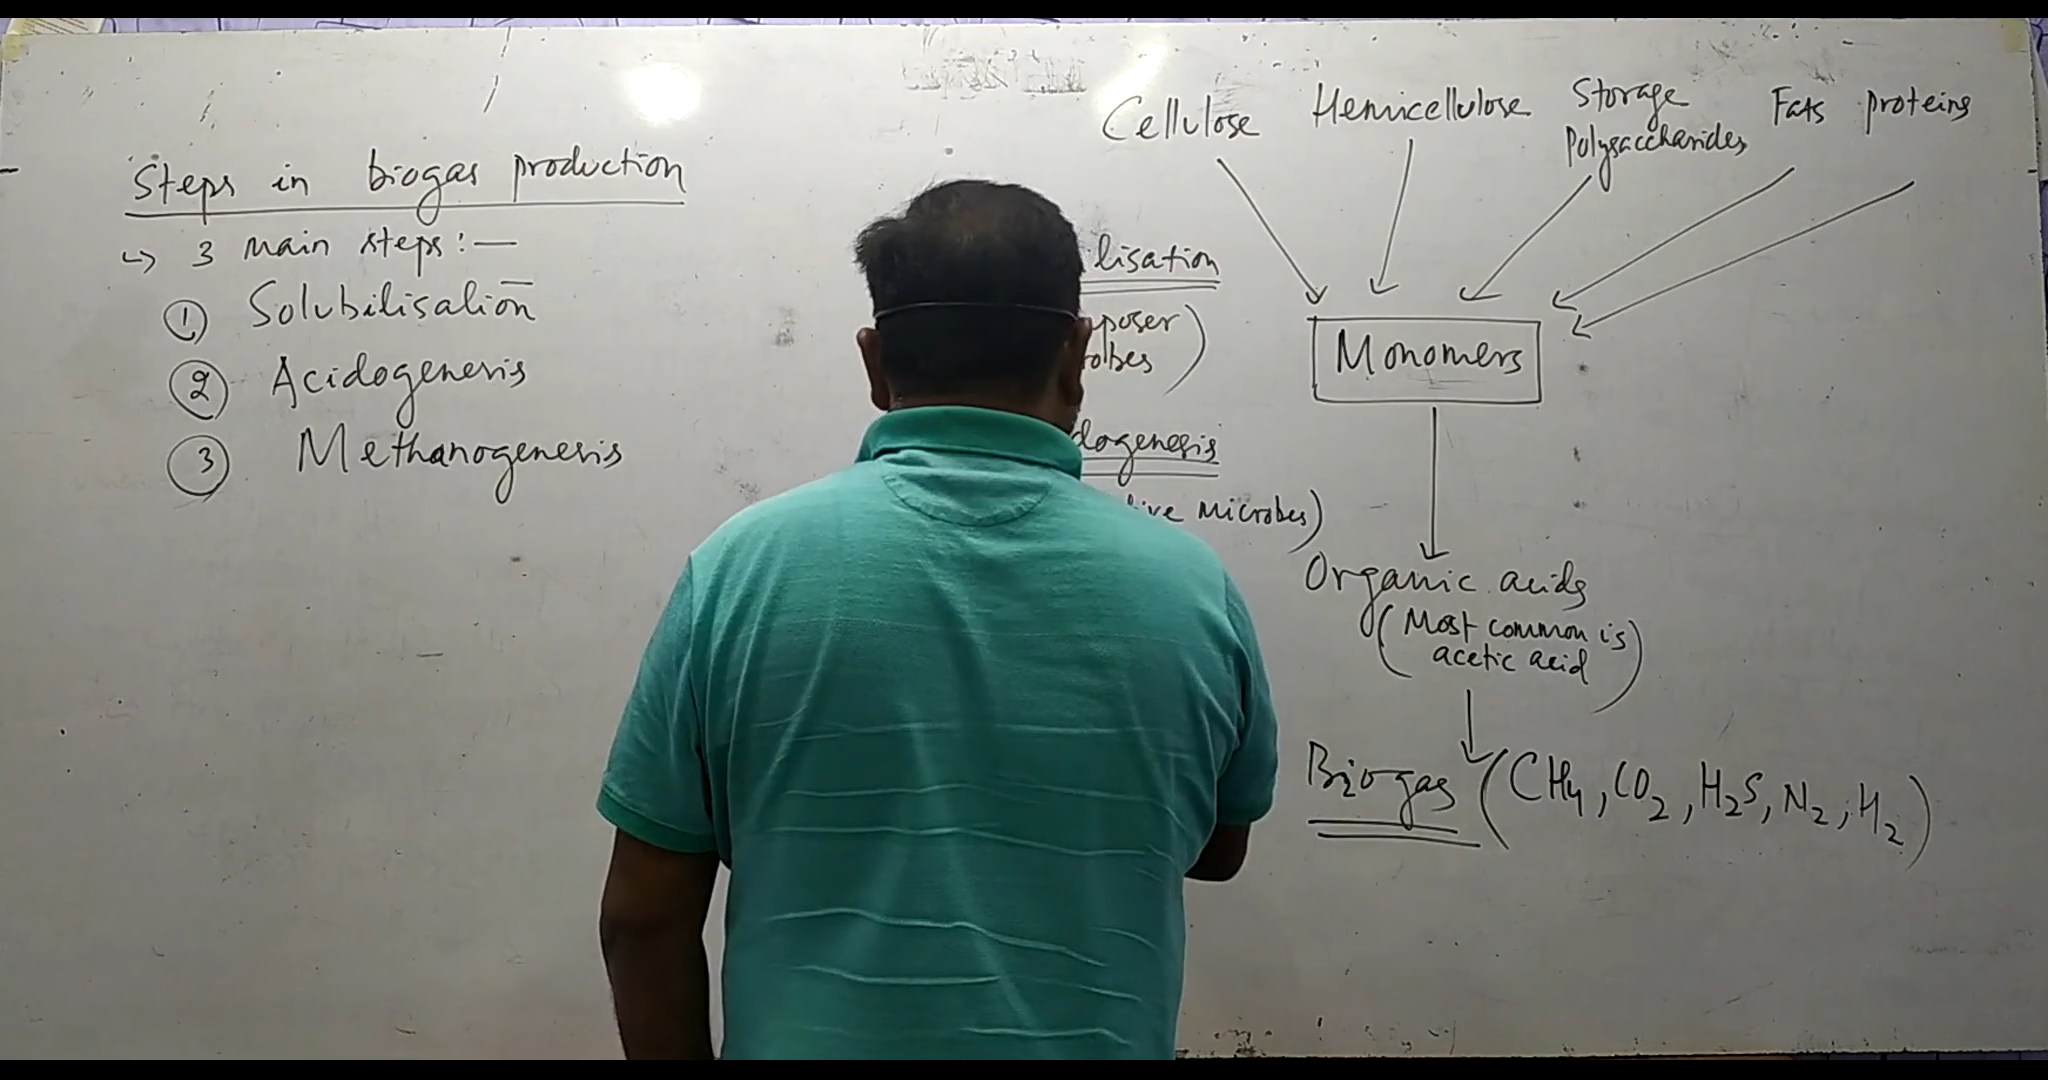 Steps in biogas production
↳ 3 main steps :—
① Solubilisation
② Acidogenesis
③ Methanogenesis
lisation
poser
obes)
dogenesis
microbes)
Cellulose Hemicellulose Storage Polysaccharides Fats proteins
Monomers
Organic acids
(Most common is
acetic acid)
Biogas (CH4, CO2, H2S, N2, H2)